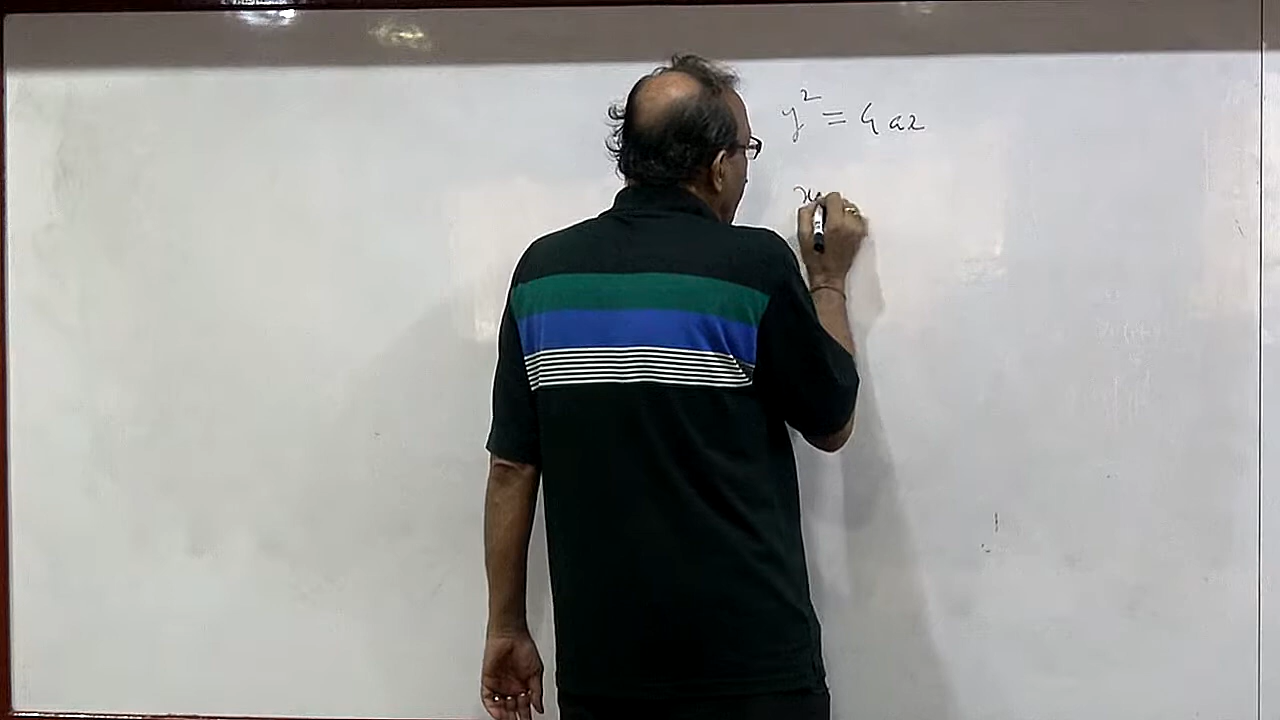 y² = 4ax
x